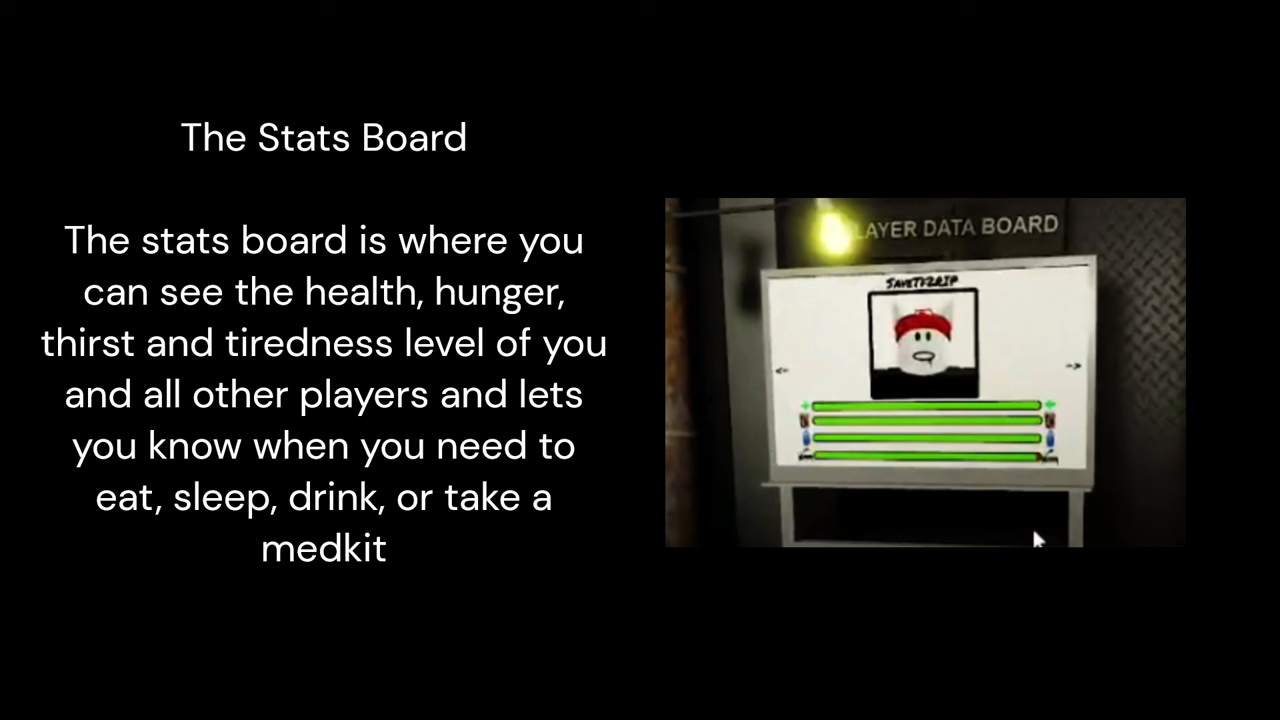 The Stats Board
The stats board is where you
can see the health, hunger,
thirst and tiredness level of you
and all other players and lets
you know when you need to
eat, sleep, drink, or take a
medkit
LAYER DATA BOARD